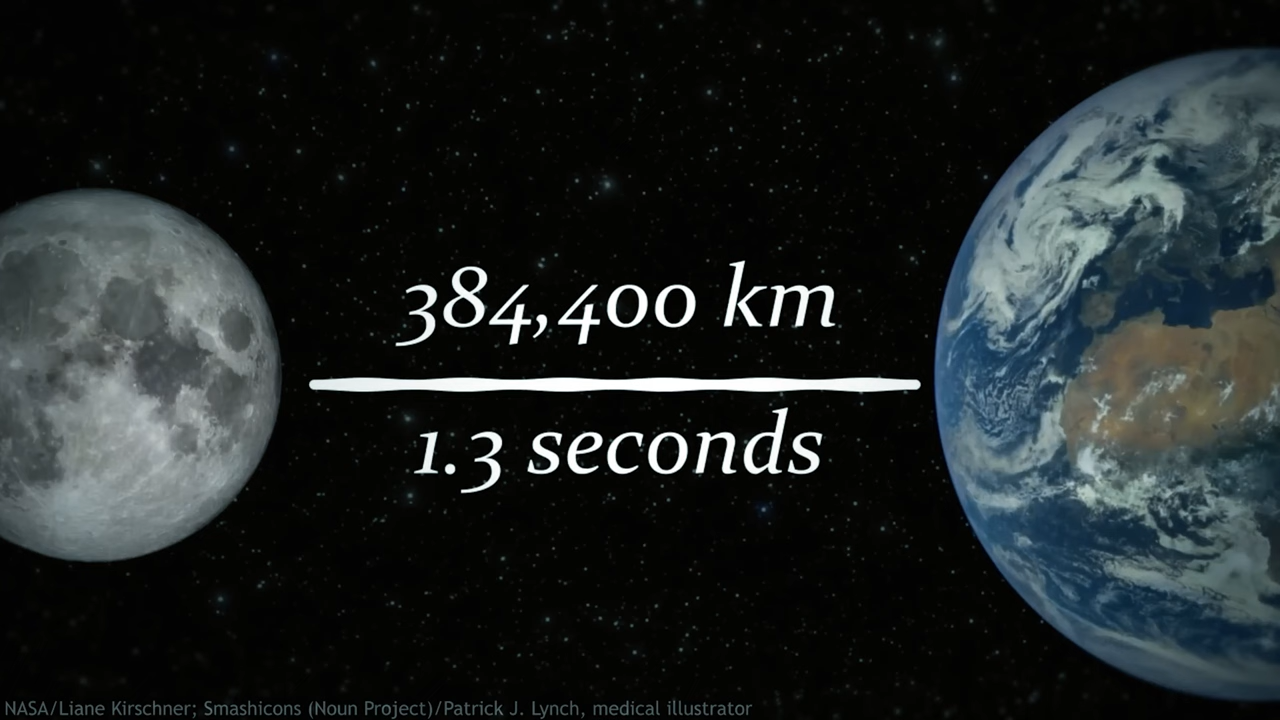 384,400 km
1.3 seconds
NASA/Liane Kirschner; Smashicons (Noun Project)/Patrick J. Lynch, medical illustrator